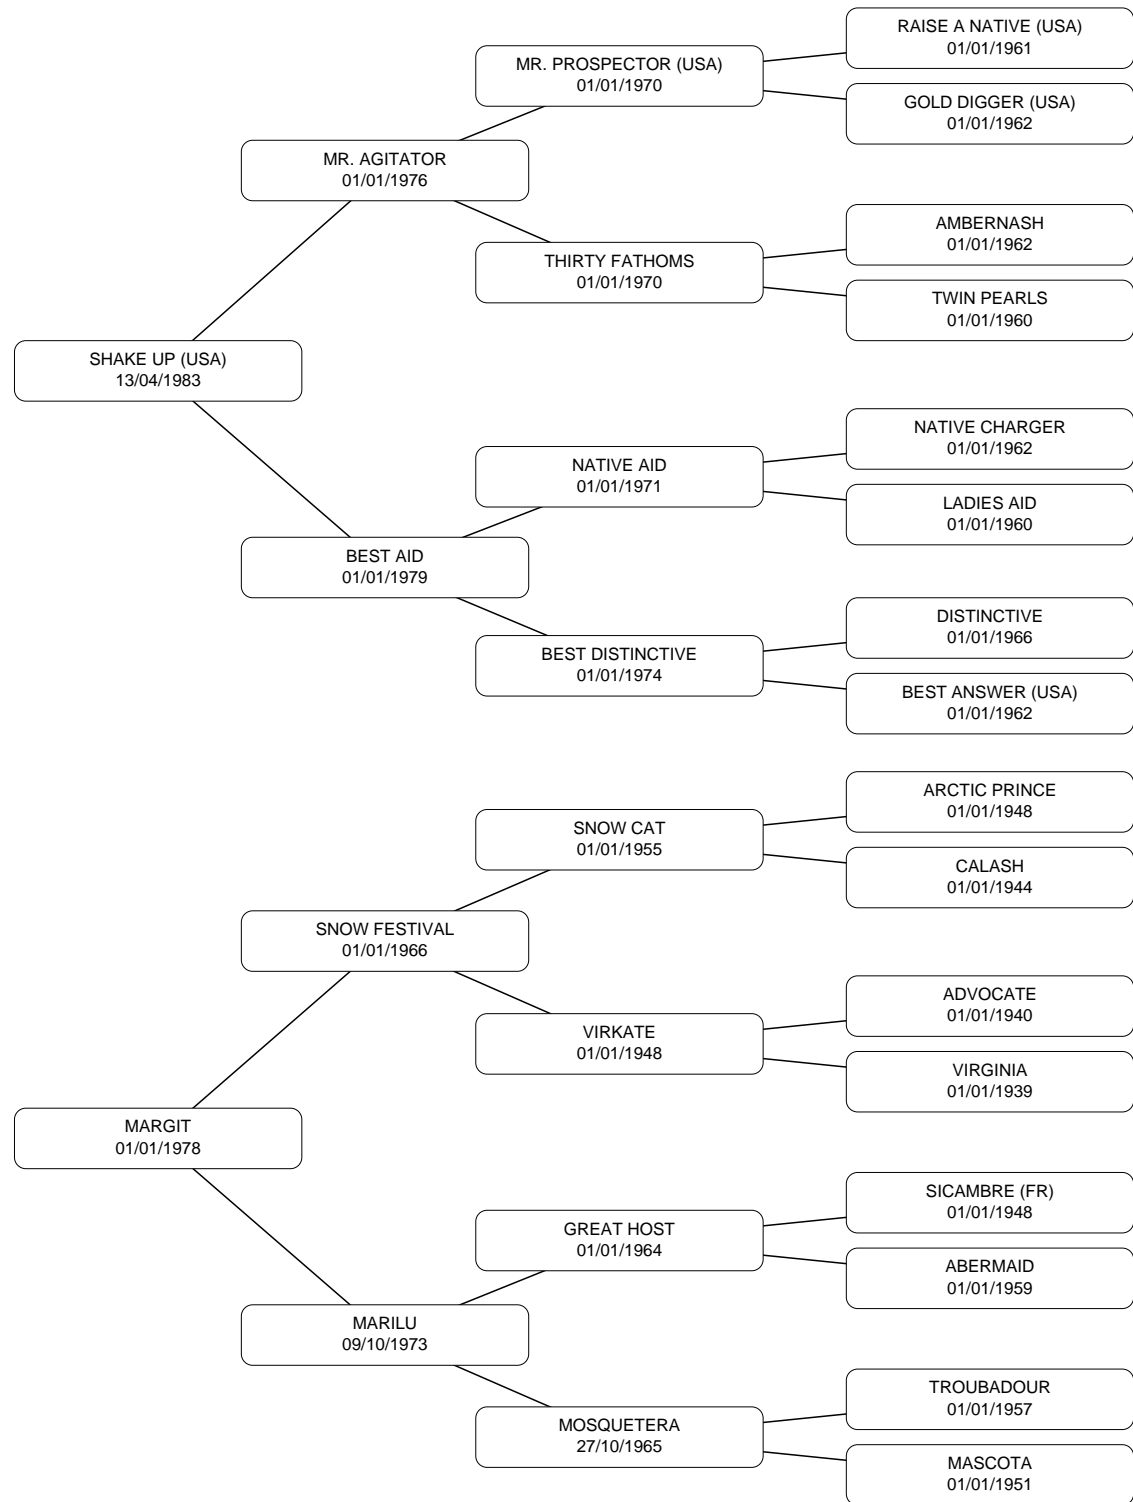 RAISE A NATIVE (USA)
01/01/1961
MR. PROSPECTOR (USA)
01/01/1970
GOLD DIGGER (USA)
01/01/1962
MR. AGITATOR
01/01/1976
AMBERNASH
01/01/1962
THIRTY FATHOMS
01/01/1970
TWIN PEARLS
01/01/1960
SHAKE UP (USA)
13/04/1983
NATIVE CHARGER
01/01/1962
NATIVE AID
01/01/1971
LADIES AID
01/01/1960
BEST AID
01/01/1979
DISTINCTIVE
01/01/1966
BEST DISTINCTIVE
01/01/1974
BEST ANSWER (USA)
01/01/1962
ARCTIC PRINCE
01/01/1948
SNOW CAT
01/01/1955
CALASH
01/01/1944
SNOW FESTIVAL
01/01/1966
ADVOCATE
01/01/1940
VIRKATE
01/01/1948
VIRGINIA
01/01/1939
MARGIT
01/01/1978
SICAMBRE (FR)
01/01/1948
GREAT HOST
01/01/1964
ABERMAID
01/01/1959
MARILU
09/10/1973
TROUBADOUR
01/01/1957
MOSQUETERA
27/10/1965
MASCOTA
01/01/1951